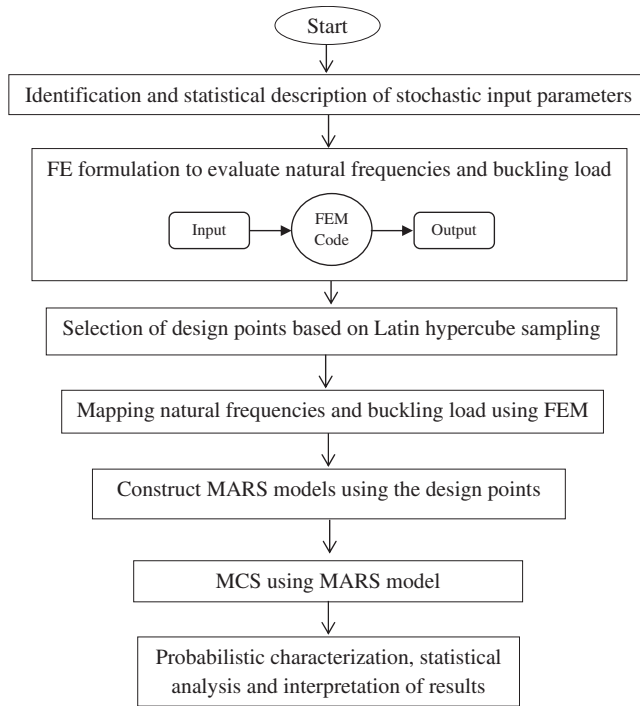 Start
Identification and statistical description of stochastic input parameters
FE formulation to evaluate natural frequencies and buckling load
Input
FEM
Code
Output
Selection of design points based on Latin hypercube sampling
Mapping natural frequencies and buckling load using FEM
Construct MARS models using the design points
MCS using MARS model
Probabilistic characterization, statistical
analysis and interpretation of results